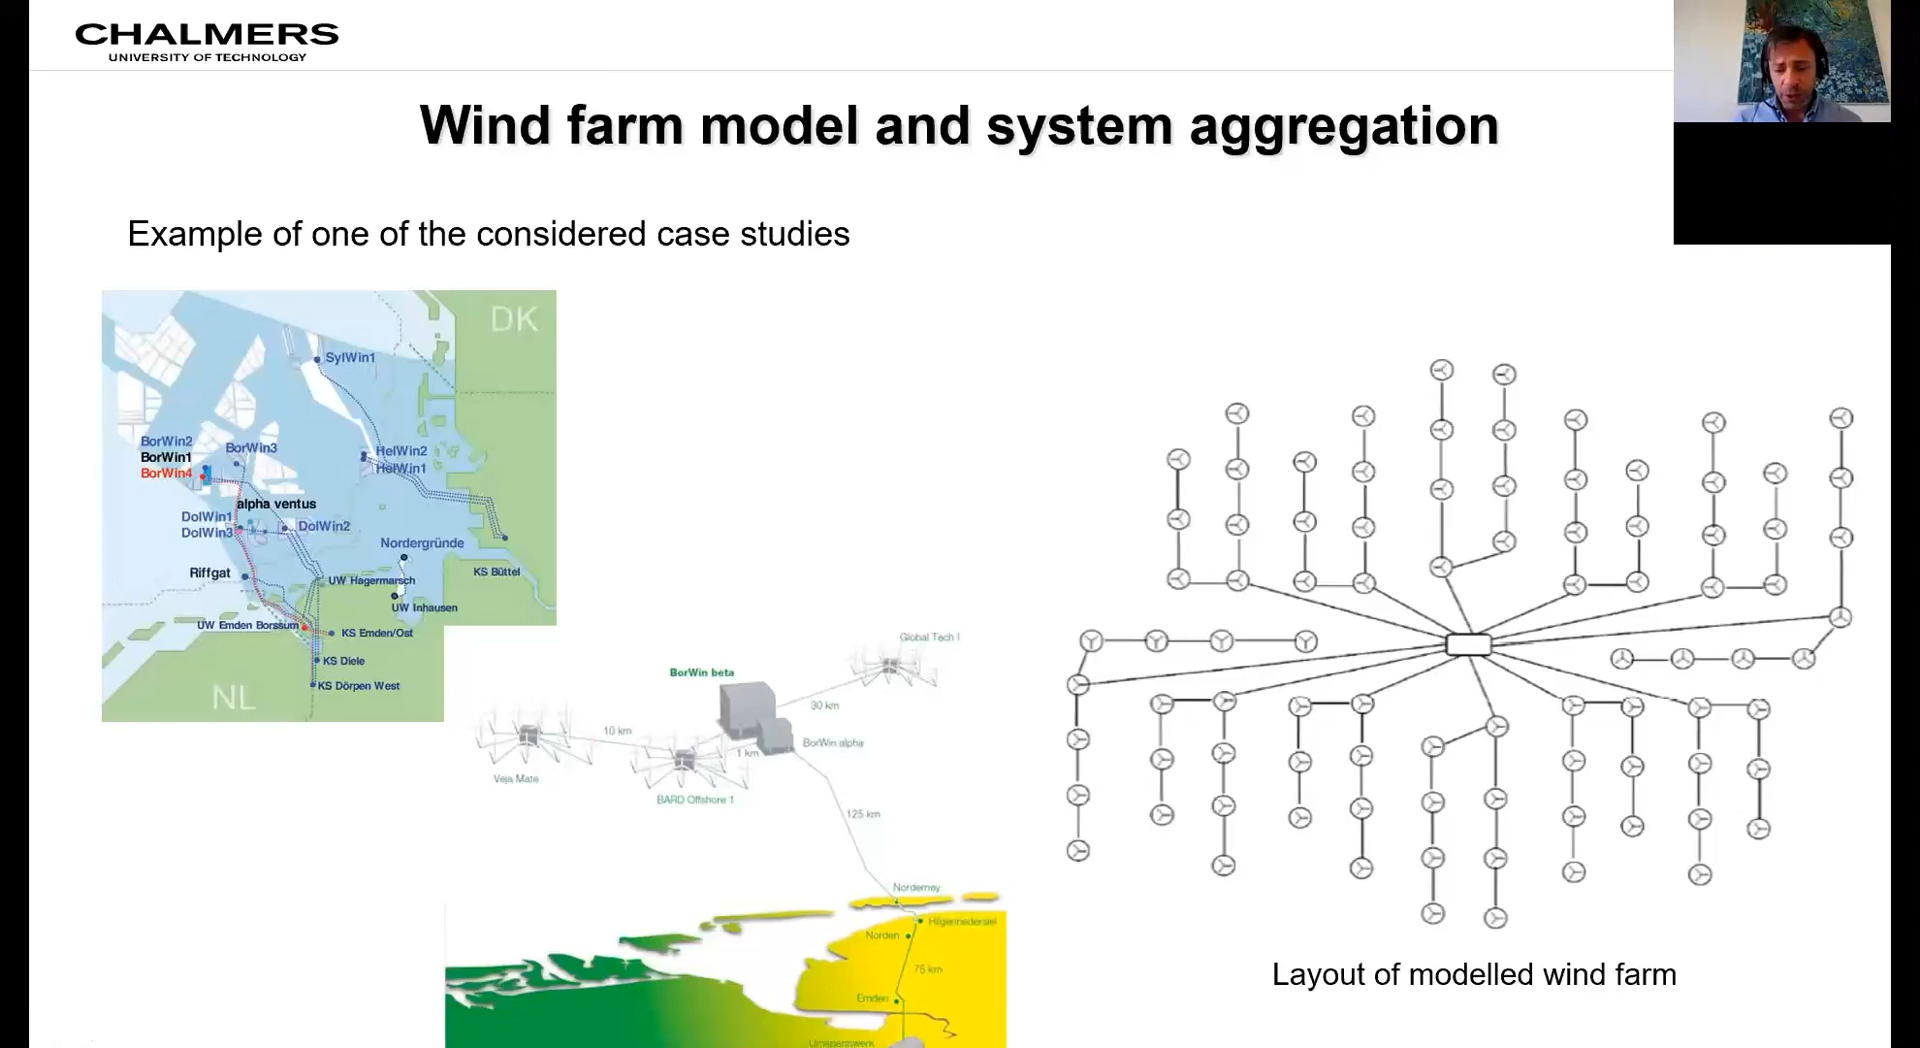 CHALMERS
UNIVERSITY OF TECHNOLOGY
Wind farm model and system aggregation
Example of one of the considered case studies
DK
SylWin1
BorWin2
BorWin1
BorWin4
BorWin3
HelWin2
HelWin1
alpha ventus
DolWin1
DolWin3
DolWin2
Nordergründe
Riffgat
UW Hagermarsch
KS Büttel
UW Inhausen
UW Emden Borssum
KS Emden/Ost
KS Diele
KS Dörpen West
NL
Global Tech I
BorWin beta
30 km
10 km
BorWin alpha
1 km
Veja Mate
BARD Offshore 1
125 km
Norderney
Hilgenriedersiel
Norden
75 km
Emden
Umspannwerk
Layout of modelled wind farm